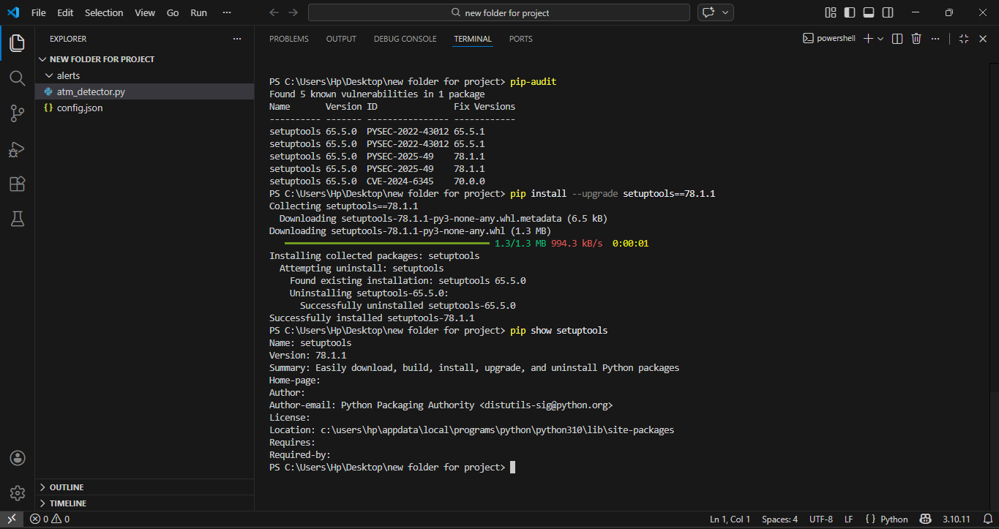 File Edit Selection View Go Run ··· new folder for project
EXPLORER ···
NEW FOLDER FOR PROJECT
alerts
atm_detector.py
{} config.json
OUTLINE
TIMELINE
PROBLEMS OUTPUT DEBUG CONSOLE TERMINAL PORTS powershell ···
PS C:\Users\Hp\Desktop\new folder for project> pip-audit
Found 5 known vulnerabilities in 1 package
Name       Version ID               Fix Versions
---------- ------- ---------------- ------------
setuptools 65.5.0  PYSEC-2022-43012 65.5.1
setuptools 65.5.0  PYSEC-2022-43012 65.5.1
setuptools 65.5.0  PYSEC-2025-49    78.1.1
setuptools 65.5.0  PYSEC-2025-49    78.1.1
setuptools 65.5.0  CVE-2024-6345    70.0.0
PS C:\Users\Hp\Desktop\new folder for project> pip install --upgrade setuptools==78.1.1
Collecting setuptools==78.1.1
  Downloading setuptools-78.1.1-py3-none-any.whl.metadata (6.5 kB)
Downloading setuptools-78.1.1-py3-none-any.whl (1.3 MB)
1.3/1.3 MB 994.3 kB/s 0:00:01
Installing collected packages: setuptools
  Attempting uninstall: setuptools
    Found existing installation: setuptools 65.5.0
    Uninstalling setuptools-65.5.0:
      Successfully uninstalled setuptools-65.5.0
Successfully installed setuptools-78.1.1
PS C:\Users\Hp\Desktop\new folder for project> pip show setuptools
Name: setuptools
Version: 78.1.1
Summary: Easily download, build, install, upgrade, and uninstall Python packages
Home-page:
Author:
Author-email: Python Packaging Authority <distutils-sig@python.org>
License:
Location: c:\users\hp\appdata\local\programs\python\python310\lib\site-packages
Requires:
Required-by:
PS C:\Users\Hp\Desktop\new folder for project>
0 0 Ln 1, Col 1 Spaces: 4 UTF-8 LF {} Python 3.10.11